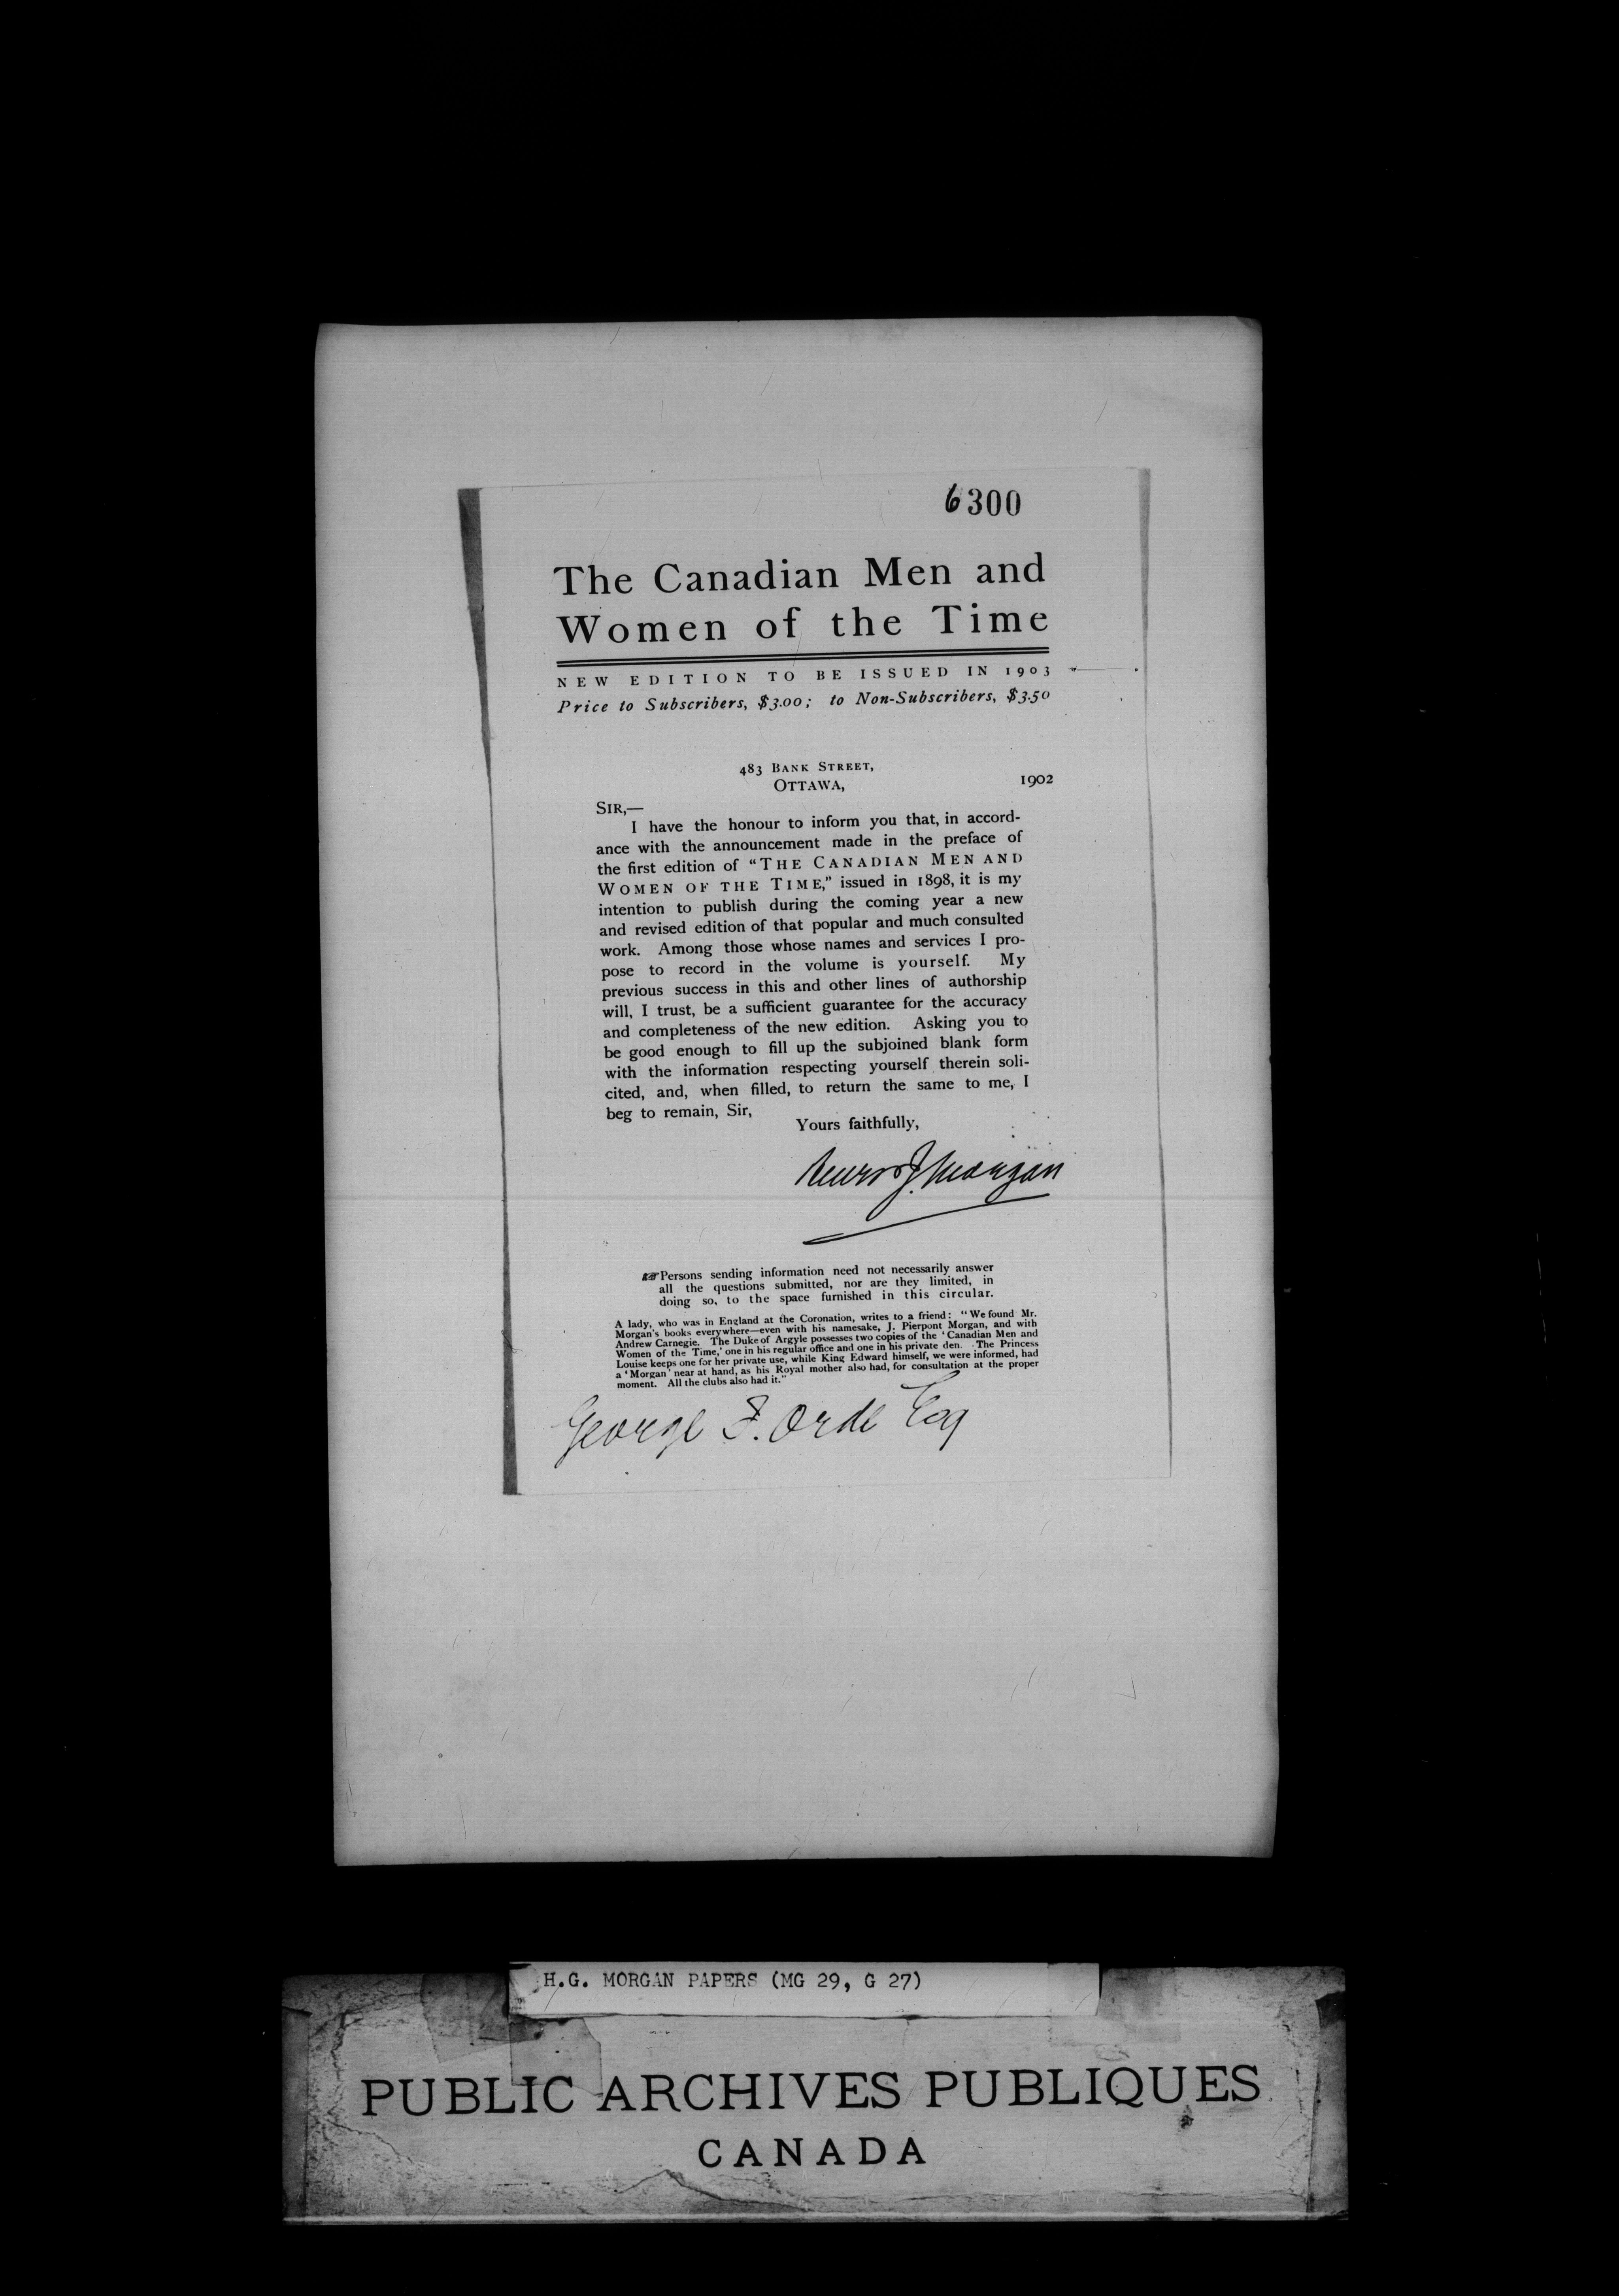 6300
The Canadian Men and
Women of the Time
NEW EDITION TO BE ISSUED IN 1903
Price to Subscribers, $3.00; to Non-Subscribers, $3.50
483 BANK STREET,
OTTAWA, 1902
SIR,—
I have the honour to inform you that, in accord-
ance with the announcement made in the preface of
the first edition of "THE CANADIAN MEN AND
WOMEN OF THE TIME," issued in 1898, it is my
intention to publish during the coming year a new
and revised edition of that popular and much consulted
work. Among those whose names and services I pro-
pose to record in the volume is yourself. My
previous success in this and other lines of authorship
will, I trust, be a sufficient guarantee for the accuracy
and completeness of the new edition. Asking you to
be good enough to fill up the subjoined blank form
with the information respecting yourself therein soli-
cited, and, when filled, to return the same to me, I
beg to remain, Sir,
Yours faithfully,
Henry J. Morgan
☞Persons sending information need not necessarily answer
all the questions submitted, nor are they limited, in
doing so, to the space furnished in this circular.
A lady, who was in England at the Coronation, writes to a friend: "We found Mr.
Morgan's books everywhere—even with his namesake, J. Pierpont Morgan, and with
Andrew Carnegie. The Duke of Argyle possesses two copies of the 'Canadian Men and
Women of the Time,' one in his regular office and one in his private den. The Princess
Louise keeps one for her private use, while King Edward himself, we were informed, had
a 'Morgan' near at hand, as his Royal mother also had, for consultation at the proper
moment. All the clubs also had it."
George F. Orde Esq
H.G. MORGAN PAPERS (MG 29, G 27)
PUBLIC ARCHIVES PUBLIQUES
CANADA